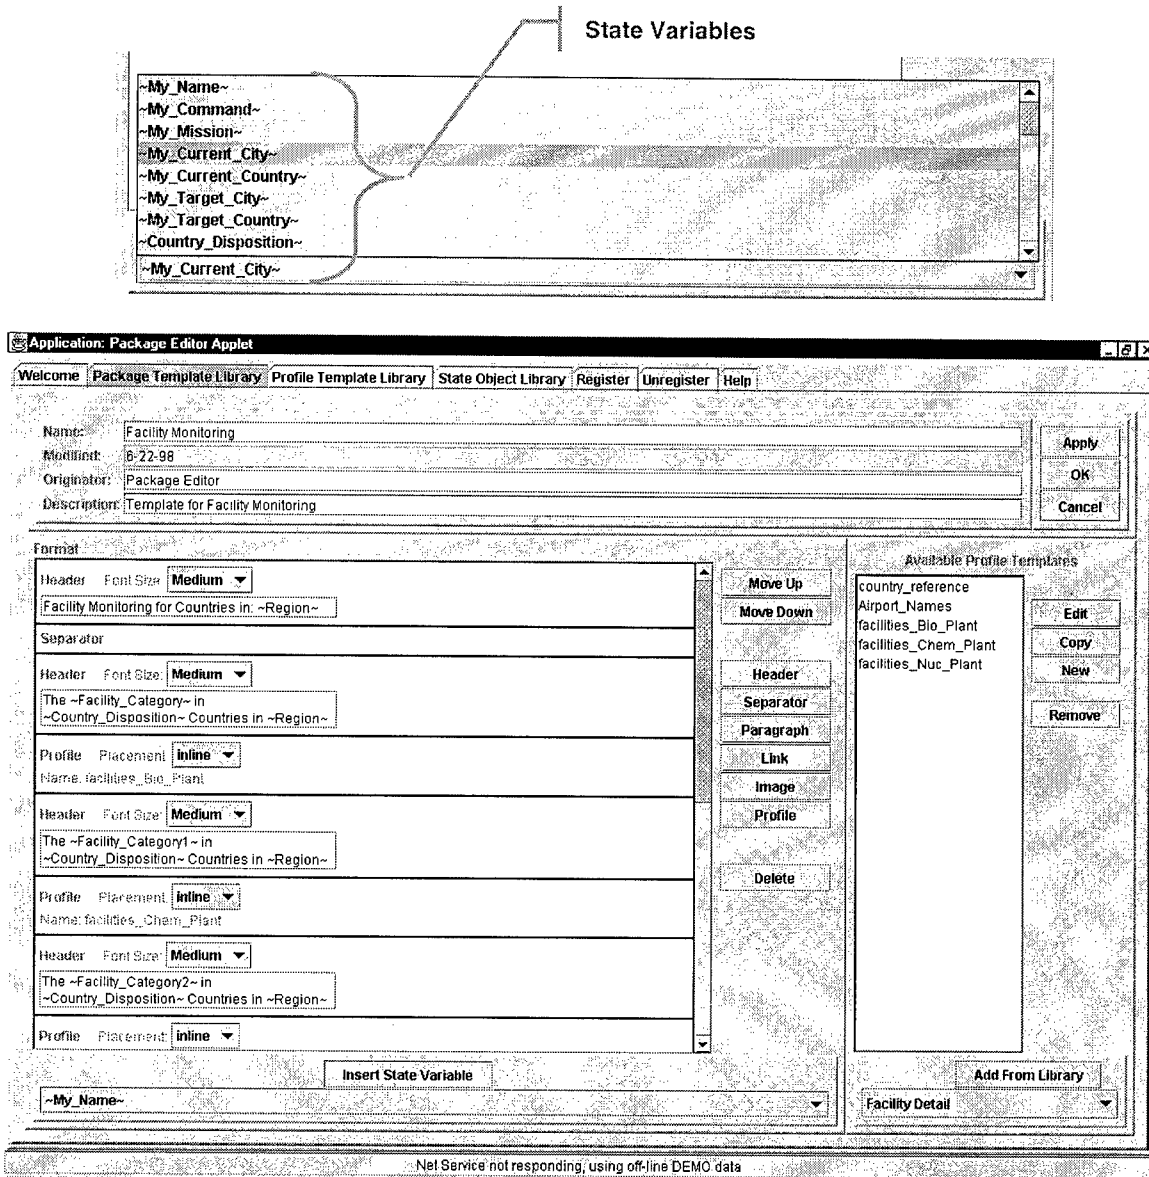 State Variables
~My_Name~
~My_Command~
~My_Mission~
~My_Current_City~
~My_Current_Country~
~My_Target_City~
~My_Target_Country~
~Country_Disposition~
~My_Current_City~
Application: Package Editor Applet
Welcome Package Template Library Profile Template Library State Object Library Register Unregister Help
Name: Facility Monitoring
Modified: 6-22-98
Originator: Package Editor
Description: Template for Facility Monitoring
Apply
OK
Cancel
Format
Header Font Size: Medium
Facility Monitoring for Countries in: ~Region~
Separator
Header Font Size: Medium
The ~Facility_Category~ in
~Country_Disposition~ Countries in ~Region~
Profile Placement: inline
Name: facilities_Bio_Plant
Header Font Size: Medium
The ~Facility_Category1~ in
~Country_Disposition~ Countries in ~Region~
Profile Placement: inline
Name: facilities_Chem_Plant
Header Font Size: Medium
The ~Facility_Category2~ in
~Country_Disposition~ Countries in ~Region~
Profile Placement: inline
Move Up
Move Down
Header
Separator
Paragraph
Link
Image
Profile
Delete
Available Profile Templates
country_reference
Airport_Names
facilities_Bio_Plant
facilities_Chem_Plant
facilities_Nuc_Plant
Edit
Copy
New
Remove
Insert State Variable
~My_Name~
Add From Library
Facility Detail
Net Service not responding, using off-line DEMO data